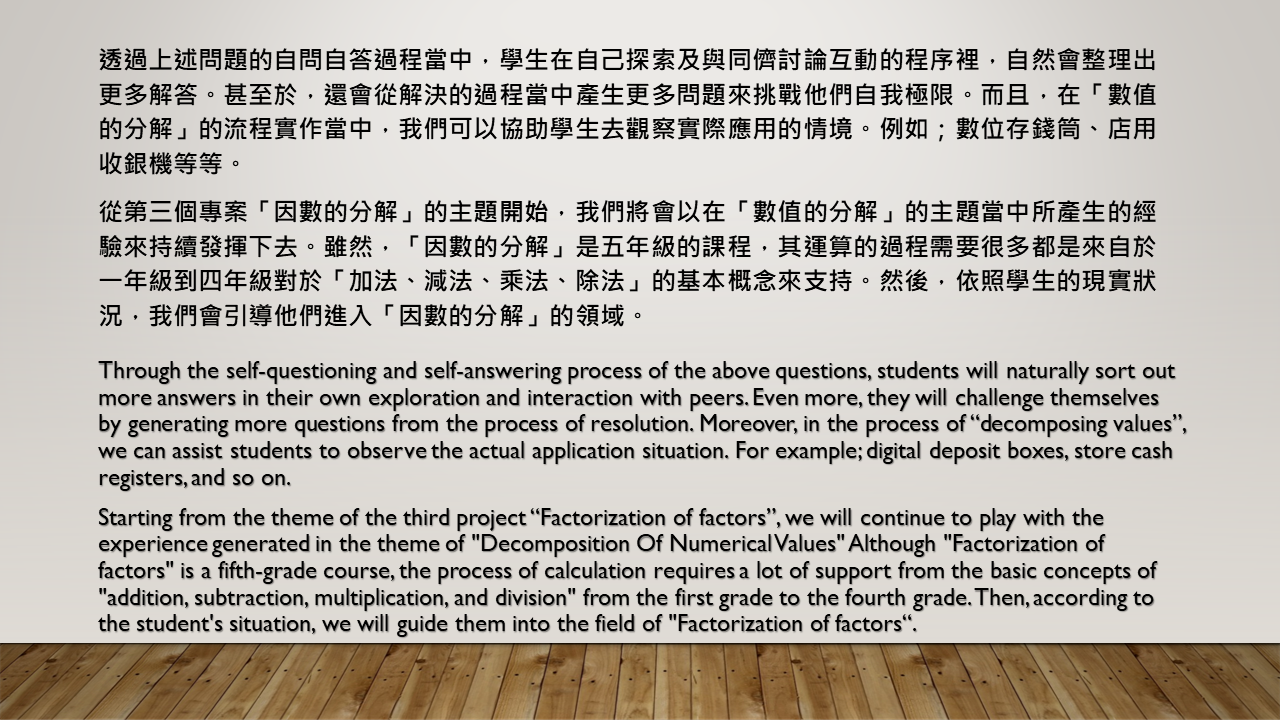 透過上述問題的自問自答過程當中，學生在自己探索及與同儕討論互動的程序裡，自然會整理出
更多解答。甚至於，還會從解決的過程當中產生更多問題來挑戰他們自我極限。而且，在「數值
的分解」的流程實作當中，我們可以協助學生去觀察實際應用的情境。例如；數位存錢筒、店用
收銀機等等。
從第三個專案「因數的分解」的主題開始，我們將會以在「數值的分解」的主題當中所產生的經
驗來持續發揮下去。雖然，「因數的分解」是五年級的課程，其運算的過程需要很多都是來自於
一年級到四年級對於「加法、減法、乘法、除法」的基本概念來支持。然後，依照學生的現實狀
況，我們會引導他們進入「因數的分解」的領域。
Through the self-questioning and self-answering process of the above questions, students will naturally sort out
more answers in their own exploration and interaction with peers. Even more, they will challenge themselves
by generating more questions from the process of resolution. Moreover, in the process of “decomposing values”,
we can assist students to observe the actual application situation. For example; digital deposit boxes, store cash
registers, and so on.
Starting from the theme of the third project “Factorization of factors”, we will continue to play with the
experience generated in the theme of "Decomposition Of Numerical Values" Although "Factorization of
factors" is a fifth-grade course, the process of calculation requires a lot of support from the basic concepts of
"addition, subtraction, multiplication, and division" from the first grade to the fourth grade. Then, according to
the student's situation, we will guide them into the field of "Factorization of factors“.